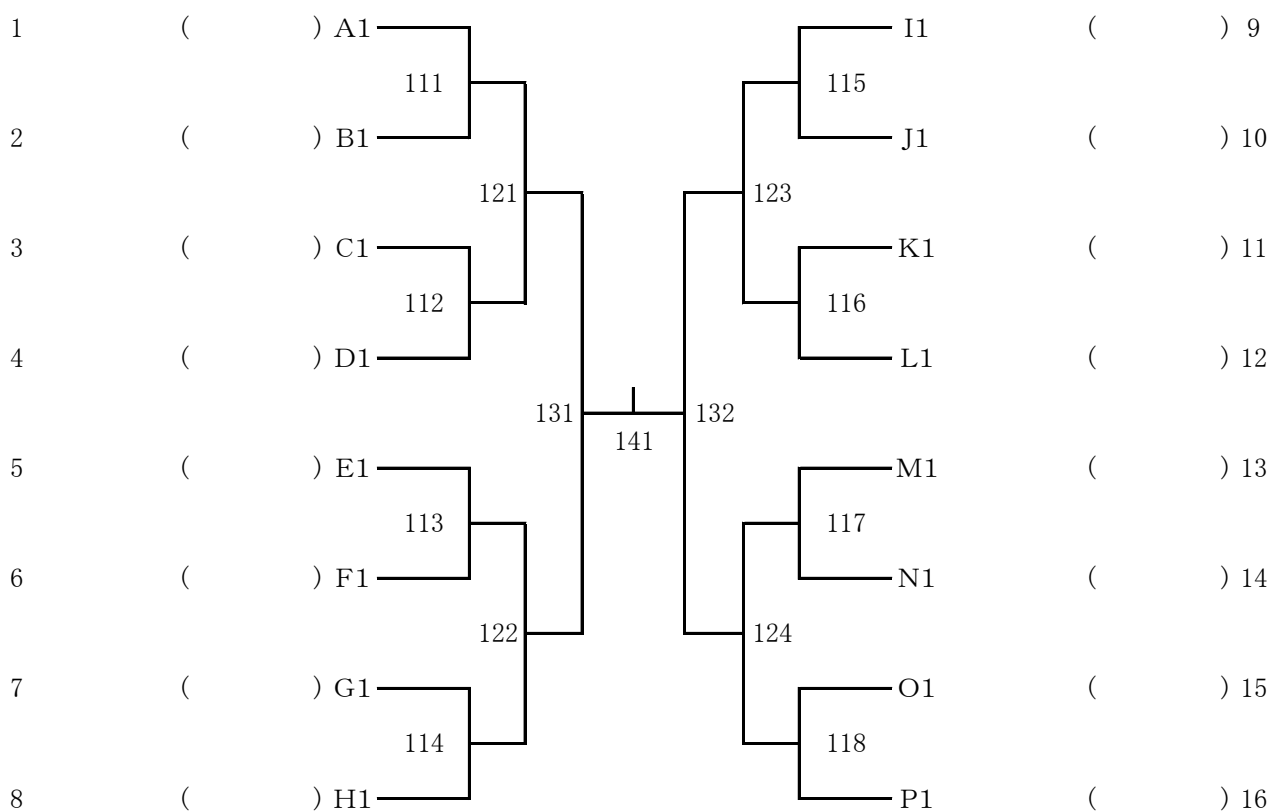 1 ( ) A1 I1 ( ) 9
111 115
2 ( ) B1 J1 ( ) 10
121 123
3 ( ) C1 K1 ( ) 11
112 116
4 ( ) D1 L1 ( ) 12
131 132
141
5 ( ) E1 M1 ( ) 13
113 117
6 ( ) F1 N1 ( ) 14
122 124
7 ( ) G1 O1 ( ) 15
114 118
8 ( ) H1 P1 ( ) 16